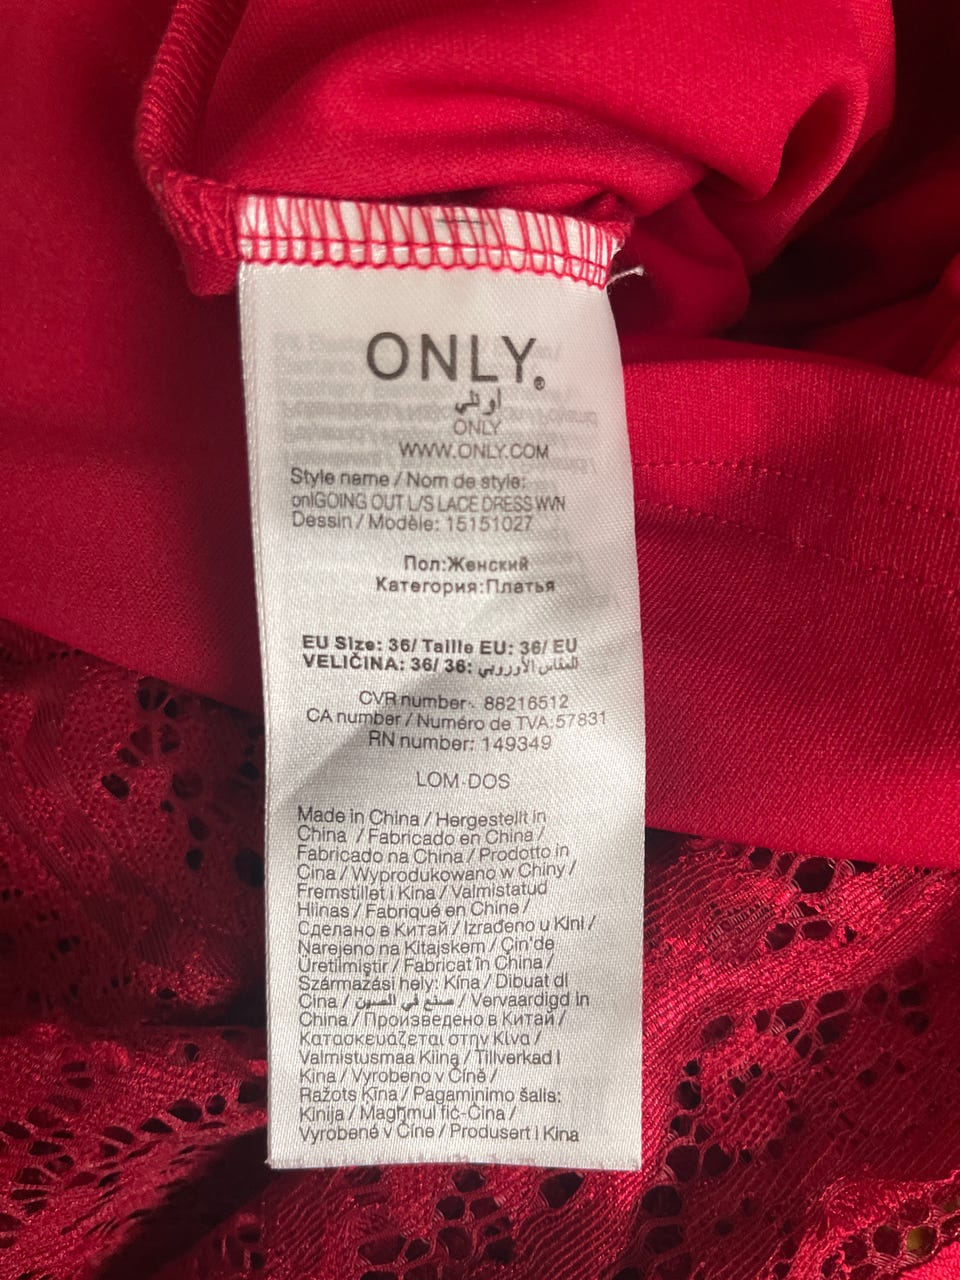 ONLY®
أونلي
ONLY
WWW.ONLY.COM
Style name / Nom de style:
onlGOING OUT L/S LACE DRESS WVN
Dessin / Modèle: 15151027
Пол:Женский
Категория:Платья
EU Size: 36/ Taille EU: 36/ EU
VELIČINA: 36/ 36: المقاس الأوروبي
CVR number: 88216512
CA number / Numéro de TVA:57831
RN number: 149349
LOM-DOS
Made in China / Hergestellt in
China / Fabricado en China /
Fabricado na China / Prodotto in
Cina / Wyprodukowano w Chiny /
Fremstillet i Kina / Valmistatud
Hiinas / Fabriqué en Chine /
Сделано в Китай / Izrađeno u Kini /
Narejeno na Kitajskem / Çin'de
Üretilmiştir / Fabricat în China /
Származási hely: Kína / Dibuat di
Cina / صنع في الصين / Vervaardigd in
China / Произведено в Китай /
Κατασκευάζεται στην Κίνα /
Valmistusmaa Kiina / Tillverkad i
Kina / Vyrobeno v Číně /
Ražots Ķīna / Pagaminimo šalis:
Kinija / Magħmul fiċ-Ċina /
Vyrobené v Číne / Produsert i Kina